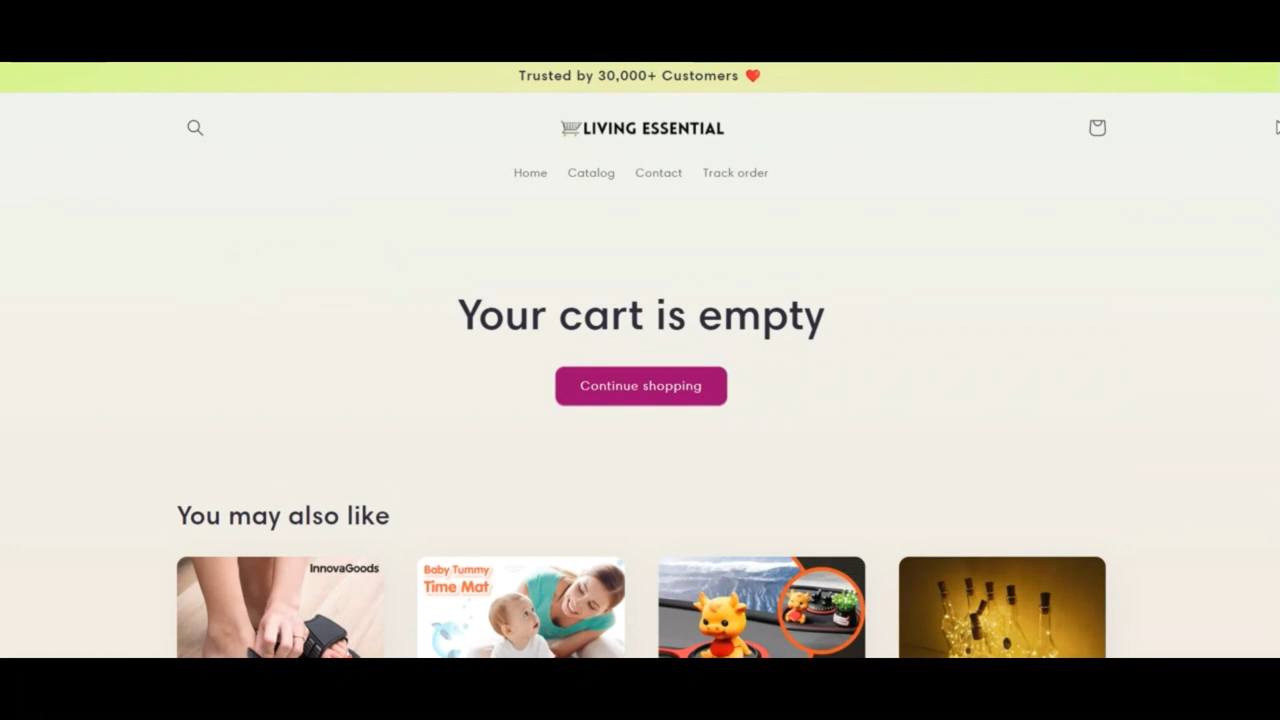 Trusted by 30,000+ Customers ❤️
LIVING ESSENTIAL
Home Catalog Contact Track order
Your cart is empty
Continue shopping
You may also like
InnovaGoods
Baby Tummy
Time Mat